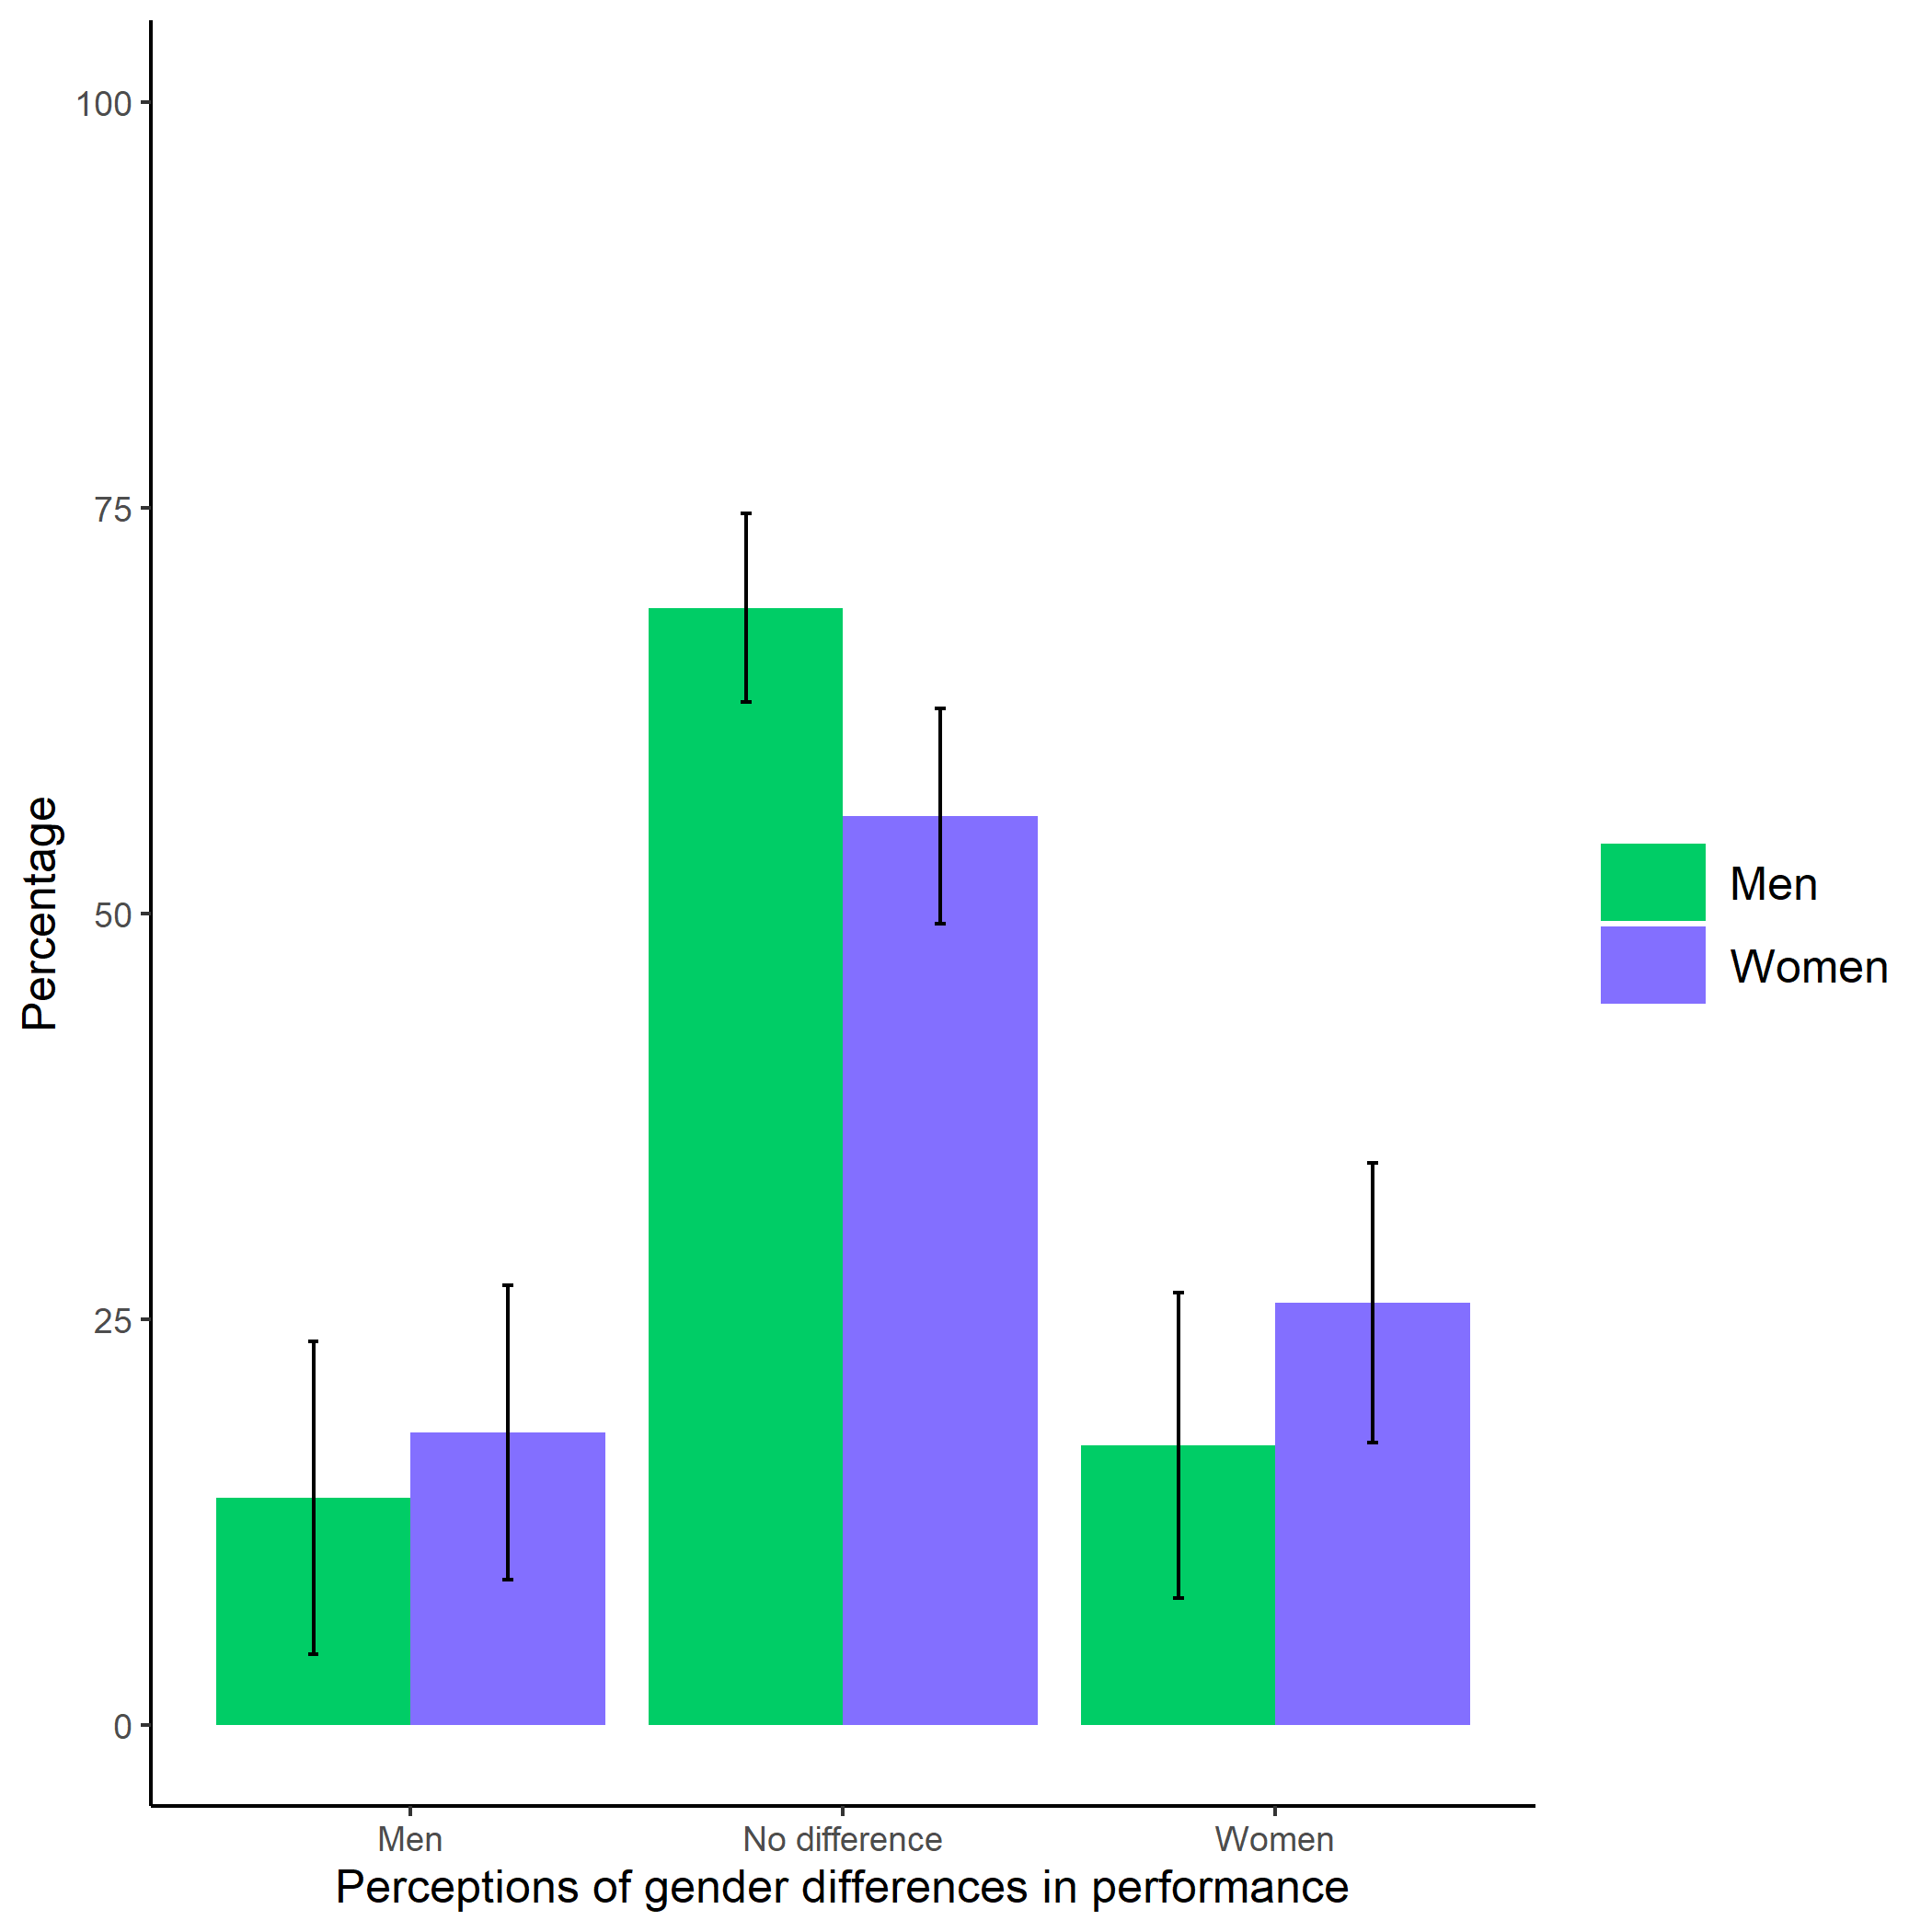 100
75
50
25
0
Percentage
Men
No difference
Women
Perceptions of gender differences in performance
Men
Women